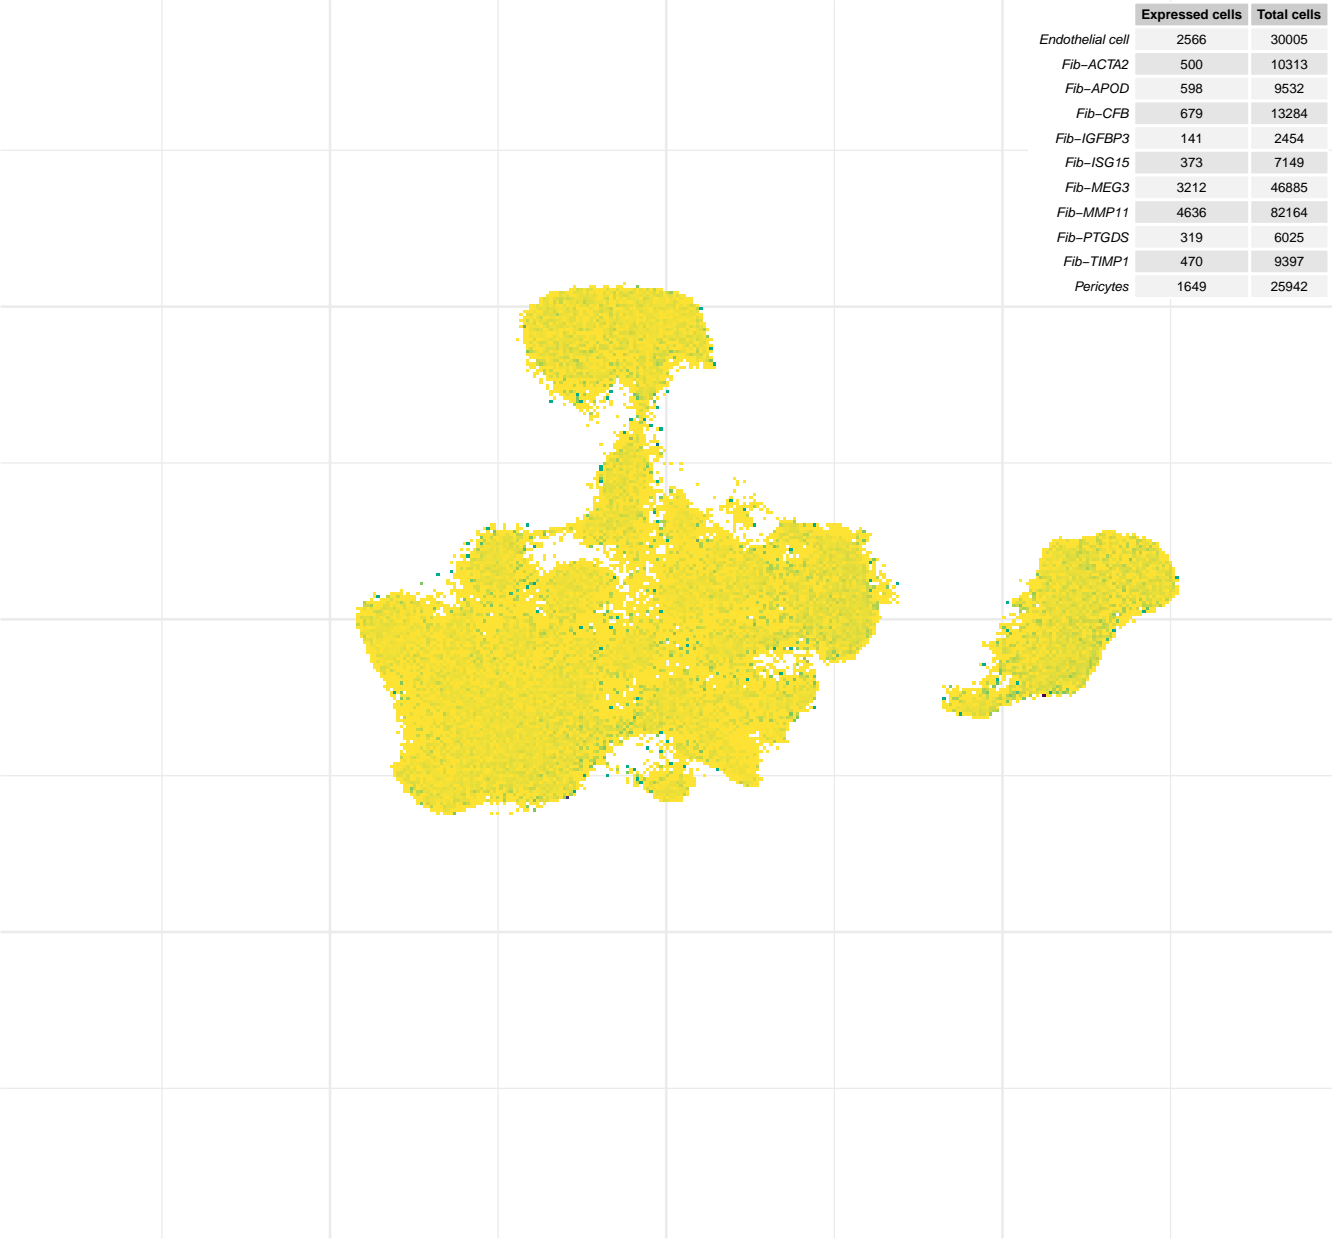 Expressed cells Total cells
Endothelial cell 2566 30005
Fib−ACTA2 500 10313
Fib−APOD 598 9532
Fib−CFB 679 13284
Fib−IGFBP3 141 2454
Fib−ISG15 373 7149
Fib−MEG3 3212 46885
Fib−MMP11 4636 82164
Fib−PTGDS 319 6025
Fib−TIMP1 470 9397
Pericytes 1649 25942